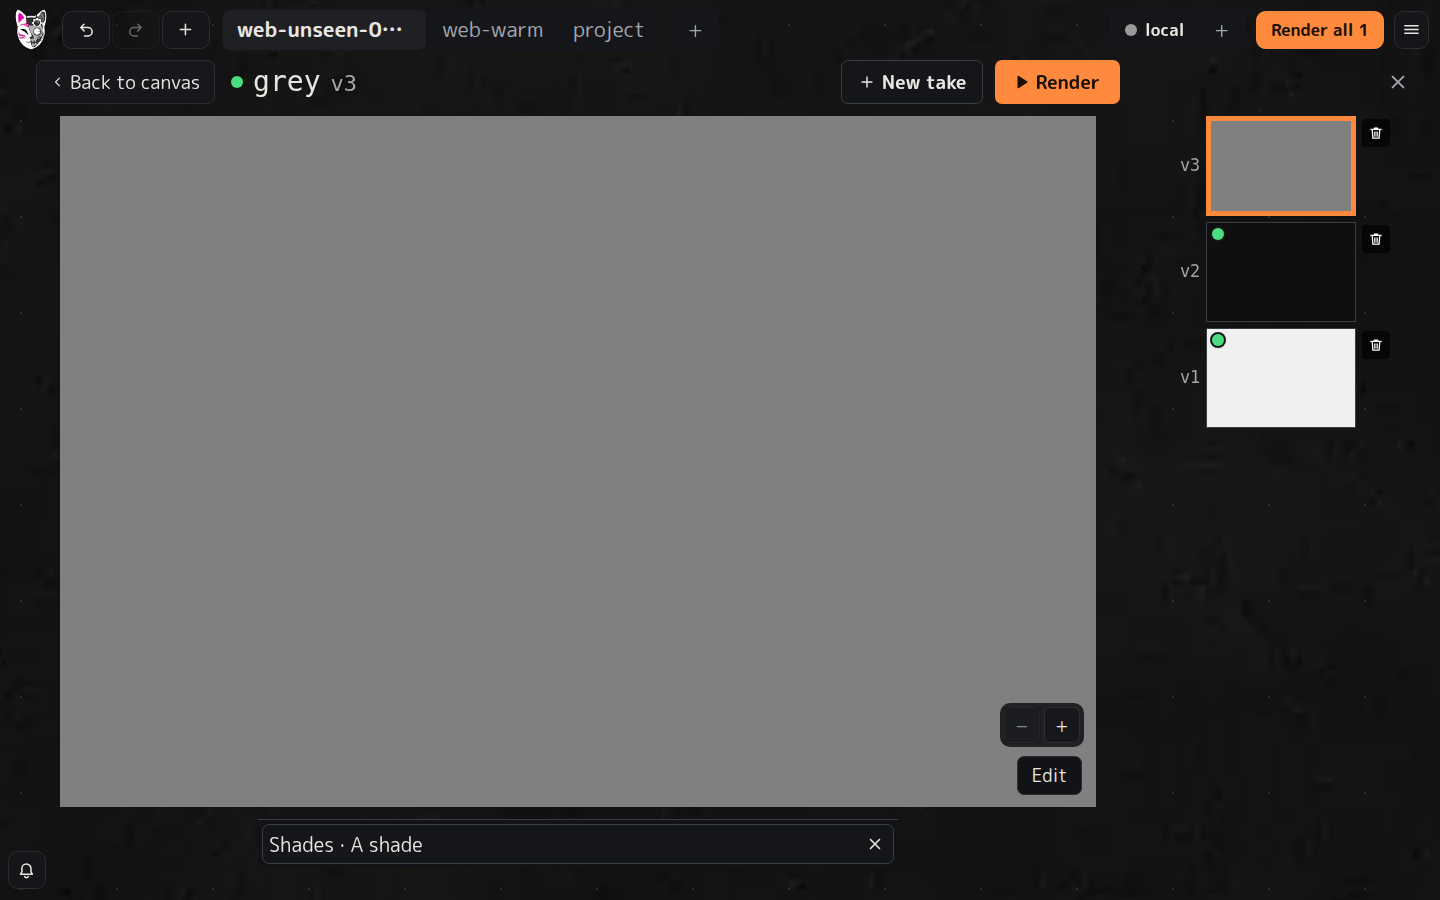 web-unseen-0···
web-warm
project
local
Render all 1
Back to canvas
grey v3
New take
Render
v3
v2
v1
Edit
Shades · A shade